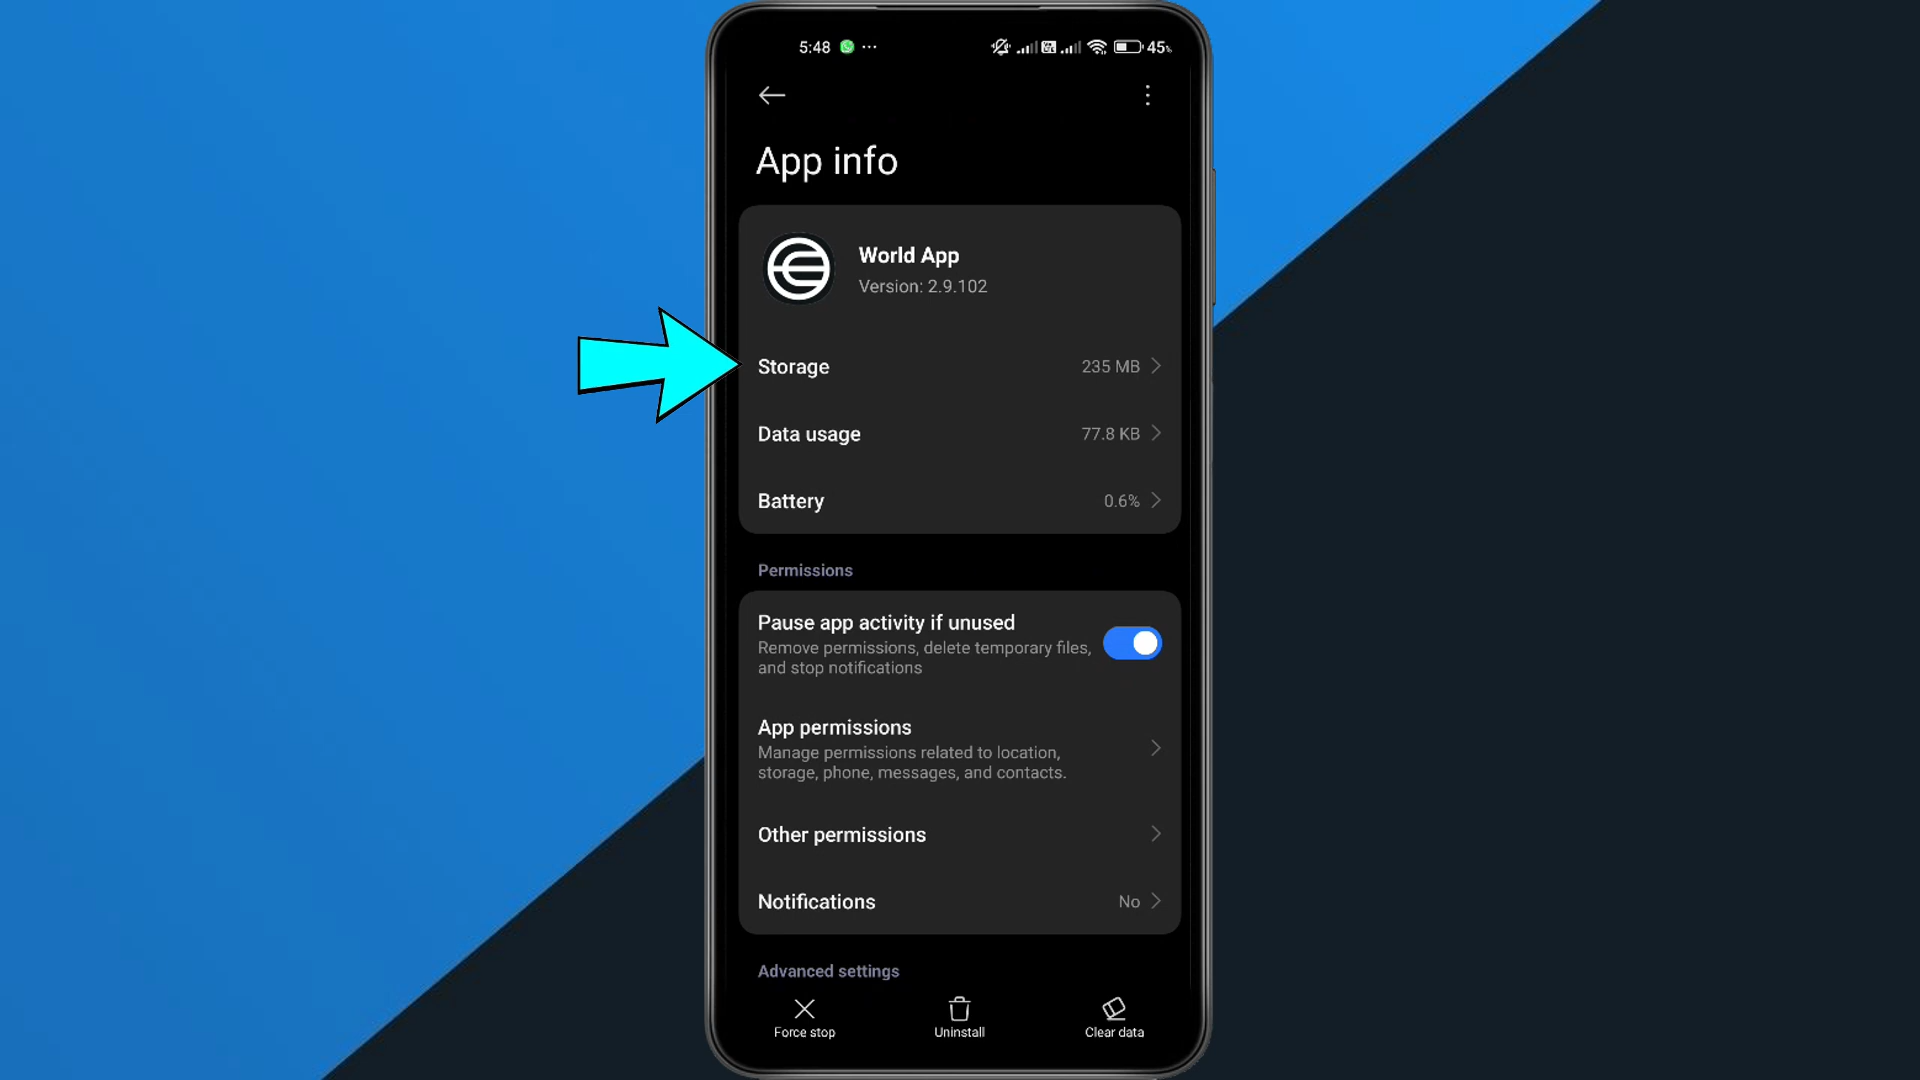 5:48
45%
App info
World App
Version: 2.9.102
Storage 235 MB
Data usage 77.8 KB
Battery 0.6%
Permissions
Pause app activity if unused
Remove permissions, delete temporary files,
and stop notifications
App permissions
Manage permissions related to location,
storage, phone, messages, and contacts.
Other permissions
Notifications No
Advanced settings
Force stop Uninstall Clear data